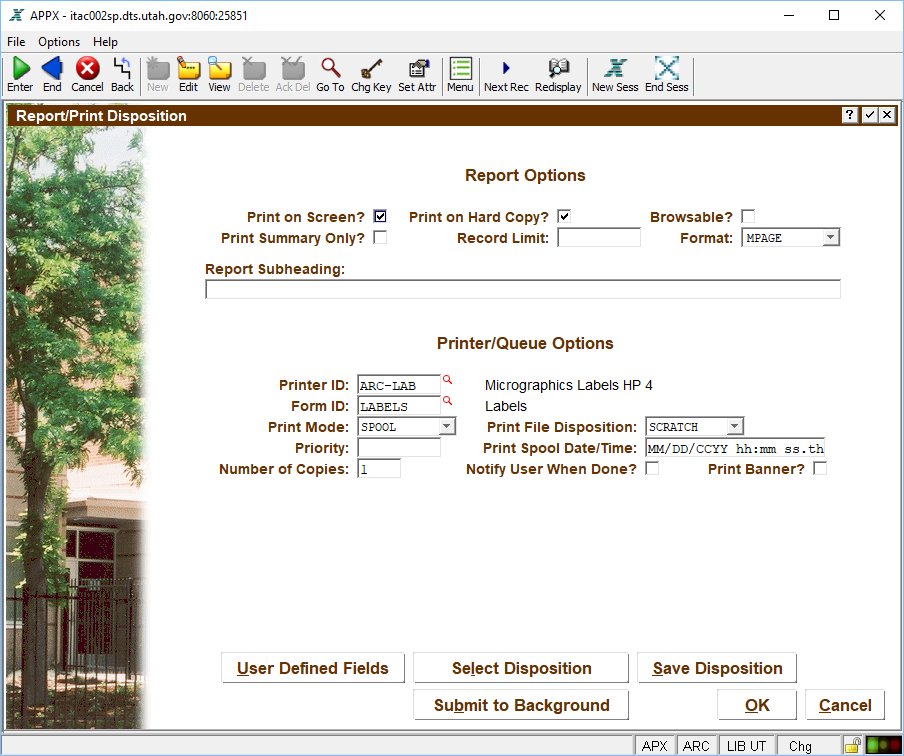 APPX - itac002sp.dts.utah.gov:8060:25851
File Options Help
Enter End Cancel Back New Edit View Delete Ack Del Go To Chg Key Set Attr Menu Next Rec Redisplay New Sess End Sess
Report/Print Disposition ?
Report Options
Print on Screen? Print on Hard Copy? Browsable?
Print Summary Only? Record Limit: Format: MPAGE
Report Subheading:
Printer/Queue Options
Printer ID: ARC-LAB Micrographics Labels HP 4
Form ID: LABELS Labels
Print Mode: SPOOL Print File Disposition: SCRATCH
Priority: Print Spool Date/Time: MM/DD/CCYY hh:mm ss.th
Number of Copies: 1 Notify User When Done? Print Banner?
User Defined Fields Select Disposition Save Disposition
Submit to Background OK Cancel
APX ARC LIB UT Chg